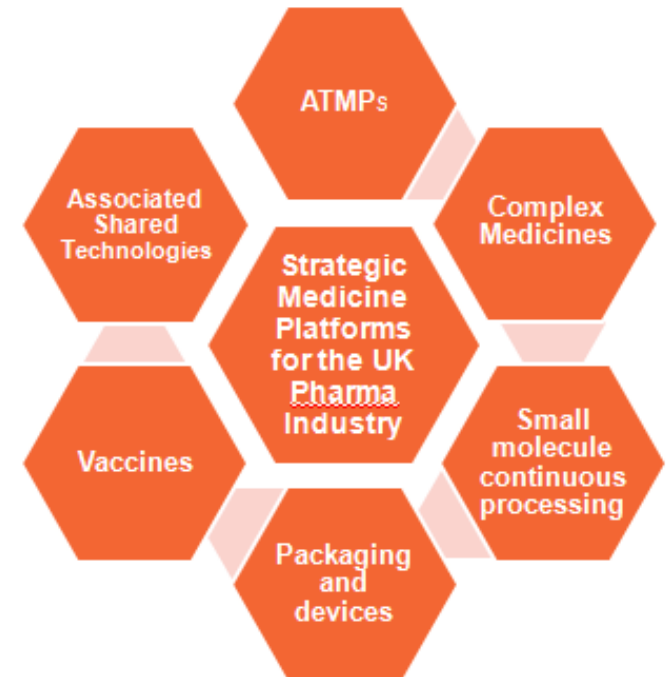 ATMPs
Associated
Shared
Technologies
Complex
Medicines
Strategic
Medicine
Platforms
for the UK
Pharma
Industry
Vaccines
Small
molecule
continuous
processing
Packaging
and
devices